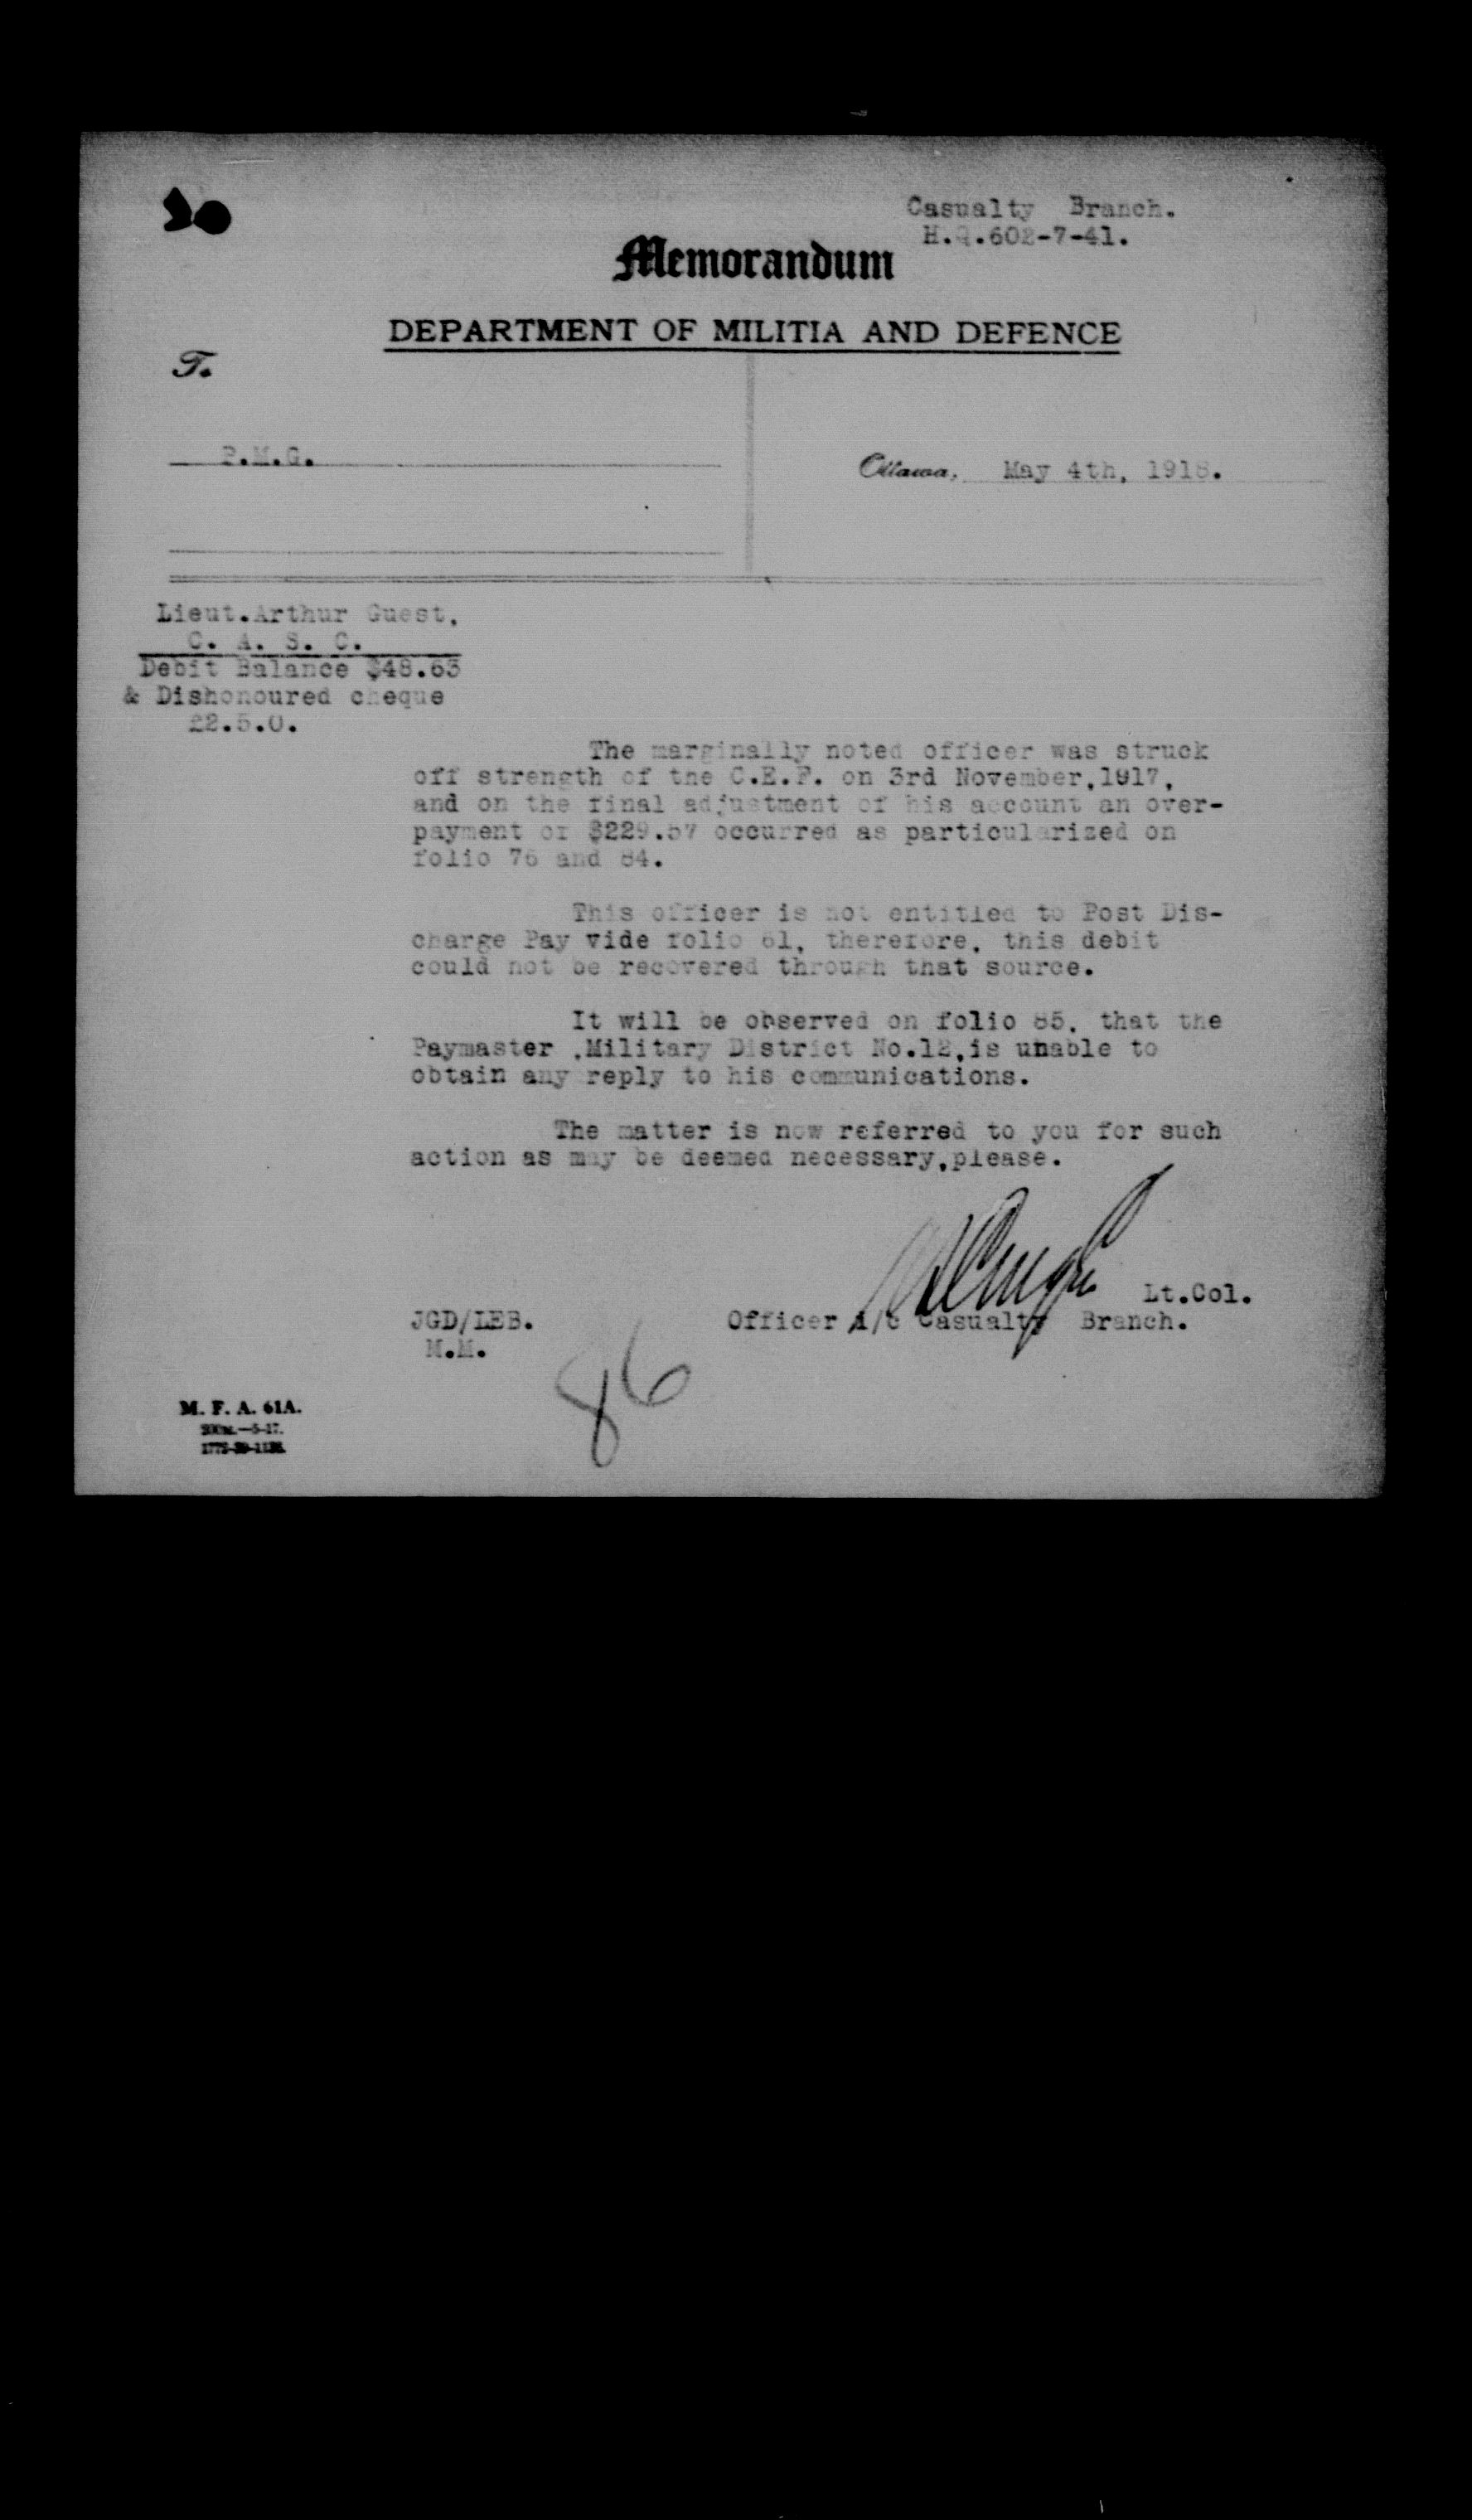 Casualty Branch.
H.Q.602-7-41.
Memorandum
DEPARTMENT OF MILITIA AND DEFENCE
To
P.M.G.
Ottawa, May 4th, 1918.
Lieut.Arthur Guest,
C. A. S. C.
Debit Balance $48.63
& Dishonoured cheque
£2.5.0.
The marginally noted officer was struck
off strength of the C.E.F. on 3rd November,1917,
and on the final adjustment of his account an over-
payment of $229.57 occurred as particularized on
folio 76 and 84.
This officer is not entitled to Post Dis-
charge Pay vide folio 61, therefore, this debit
could not be recovered through that source.
It will be observed on folio 85, that the
Paymaster ,Military District No.12,is unable to
obtain any reply to his communications.
The matter is now referred to you for such
action as may be deemed necessary,please.
Lt.Col.
JGD/LEB. Officer i/c Casualty Branch.
M.M.
86
M. F. A. 61A.